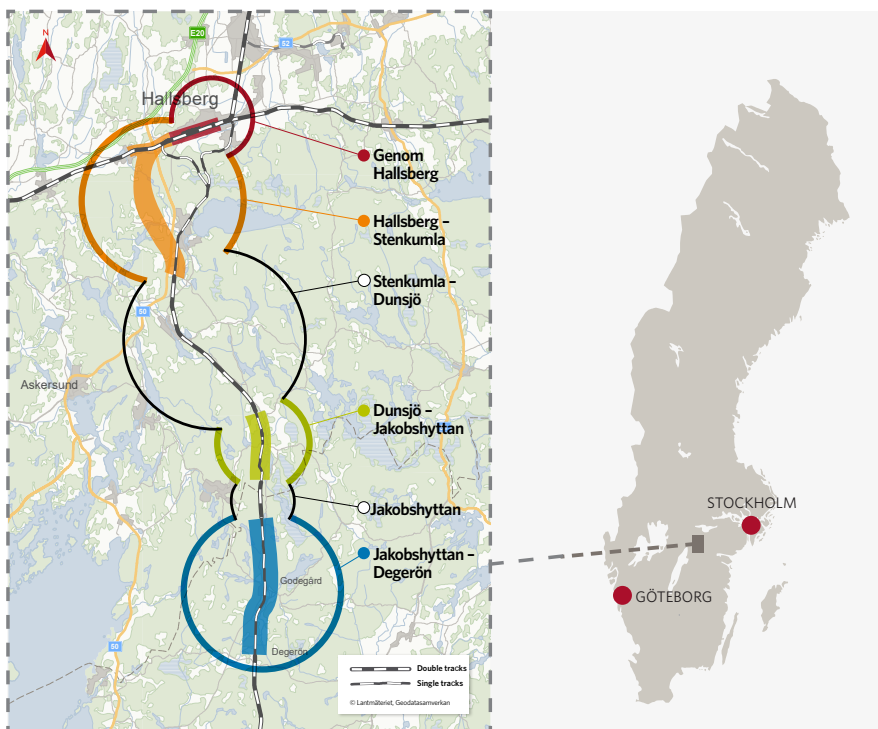 N
E20
52
Hallsberg
Genom
Hallsberg
Hallsberg –
Stenkumla
Stenkumla –
Dunsjö
50
Askersund
Dunsjö –
Jakobshyttan
Jakobshyttan
Jakobshyttan –
Degerön
Godegård
Degerön
50
Double tracks
Single tracks
© Lantmäteriet, Geodatasamverkan
STOCKHOLM
GÖTEBORG